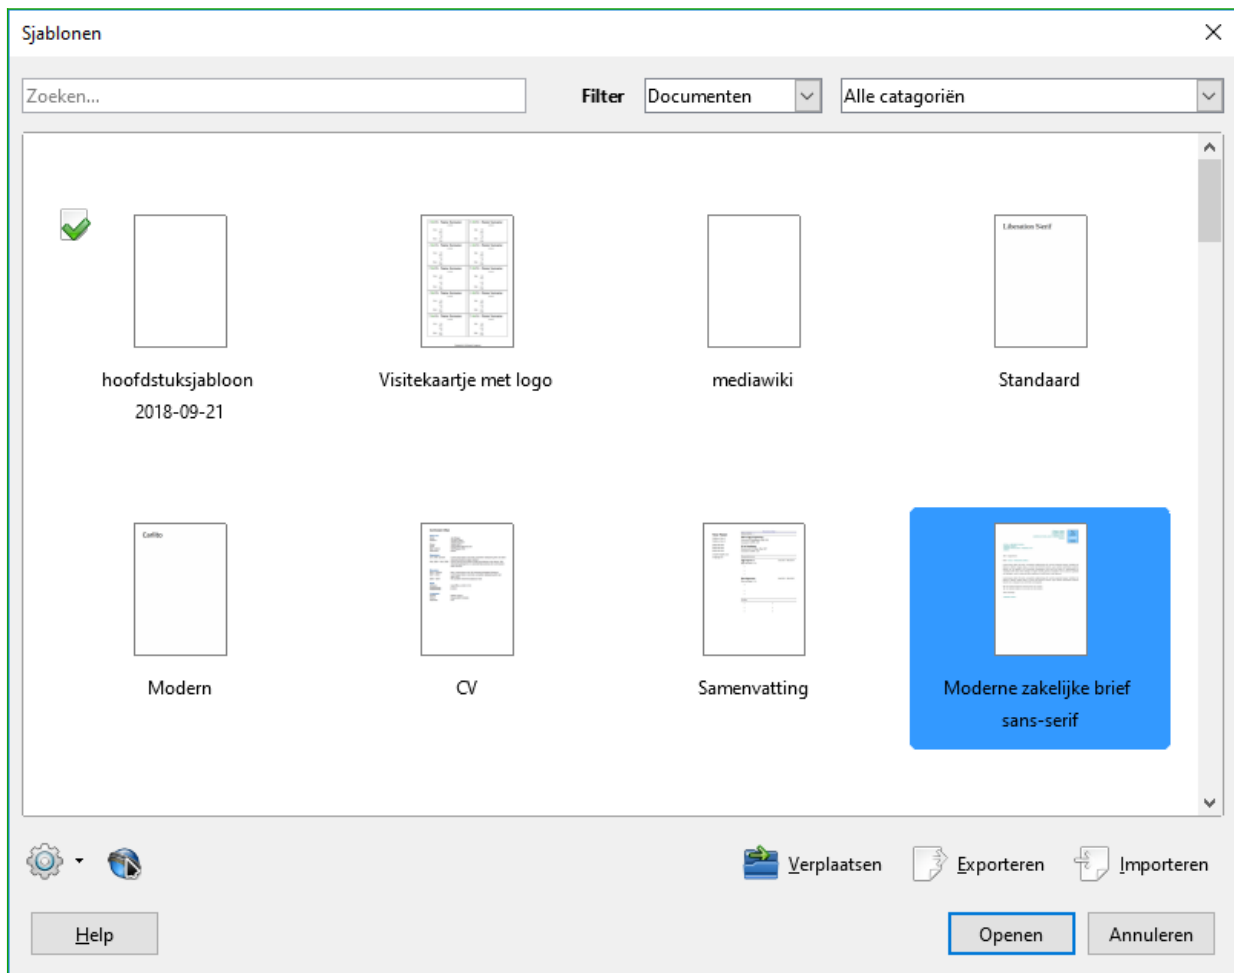 Sjablonen
Zoeken...
Filter
Documenten
Alle catagoriën
Liberation Serif
hoofdstuksjabloon
2018-09-21
Visitekaartje met logo
mediawiki
Standaard
Carlito
Modern
CV
Samenvatting
Moderne zakelijke brief
sans-serif
Verplaatsen
Exporteren
Importeren
Help
Openen
Annuleren